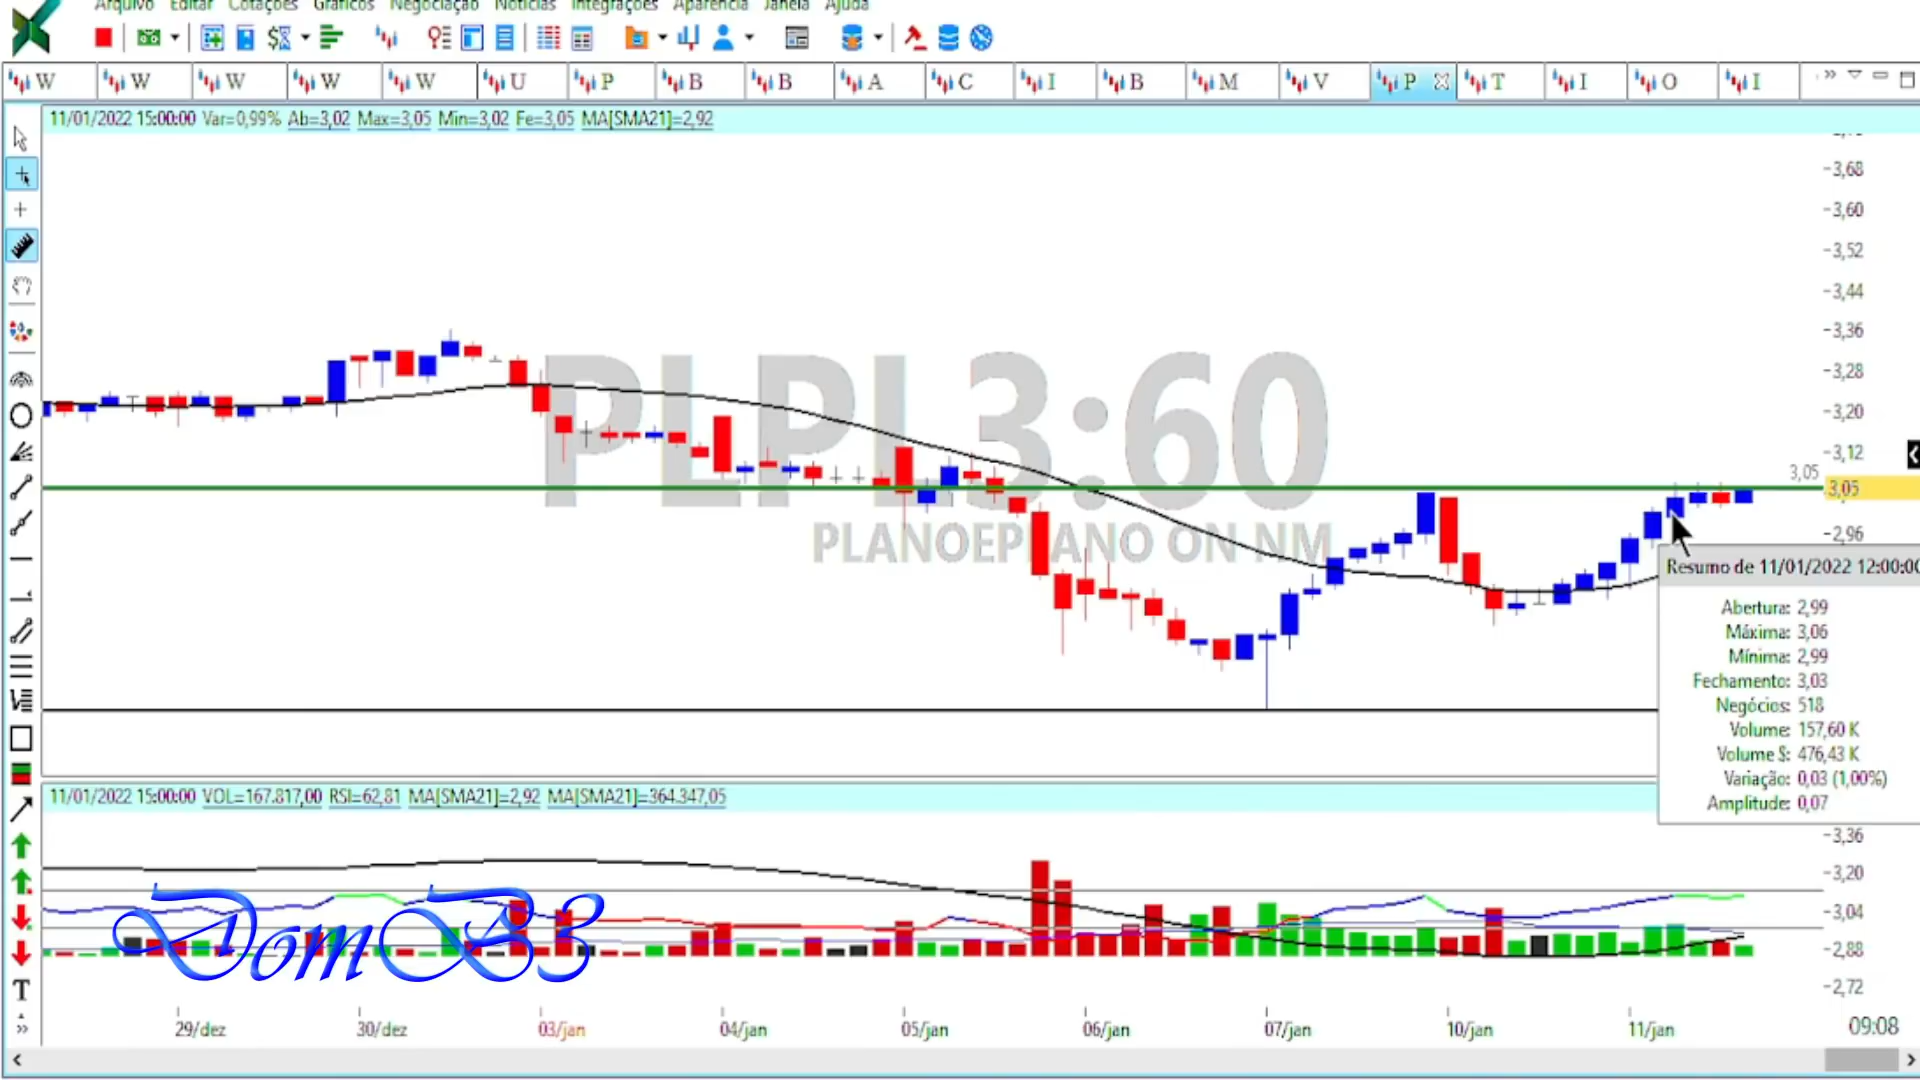 Arquivo Editar Cotações Gráficos Negociação Notícias Integrações Aparência Janela Ajuda
W W W W W U P B B A C I B M V P T I O I
11/01/2022 15:00:00 Var=0,99% Ab=3,02 Max=3,05 Min=3,02 Fe=3,05 MA[SMA21]=2,92
3,68
3,60
3,52
3,44
3,36
3,28
3,20
3,12
3,05
3,05
2,96
PLPL3:60
PLANOEPLANO ON NM
Resumo de 11/01/2022 12:00:00
Abertura: 2,99
Máxima: 3,06
Mínima: 2,99
Fechamento: 3,03
Negócios: 518
Volume: 157,60 K
Volume $: 476,43 K
Variação: 0,03 (1,00%)
Amplitude: 0,07
11/01/2022 15:00:00 VOL=167.817,00 RSI=62,81 MA[SMA21]=2,92 MA[SMA21]=364.347,05
3,36
3,20
3,04
2,88
2,72
DomB3
T
29/dez 30/dez 03/jan 04/jan 05/jan 06/jan 07/jan 10/jan 11/jan 09:08